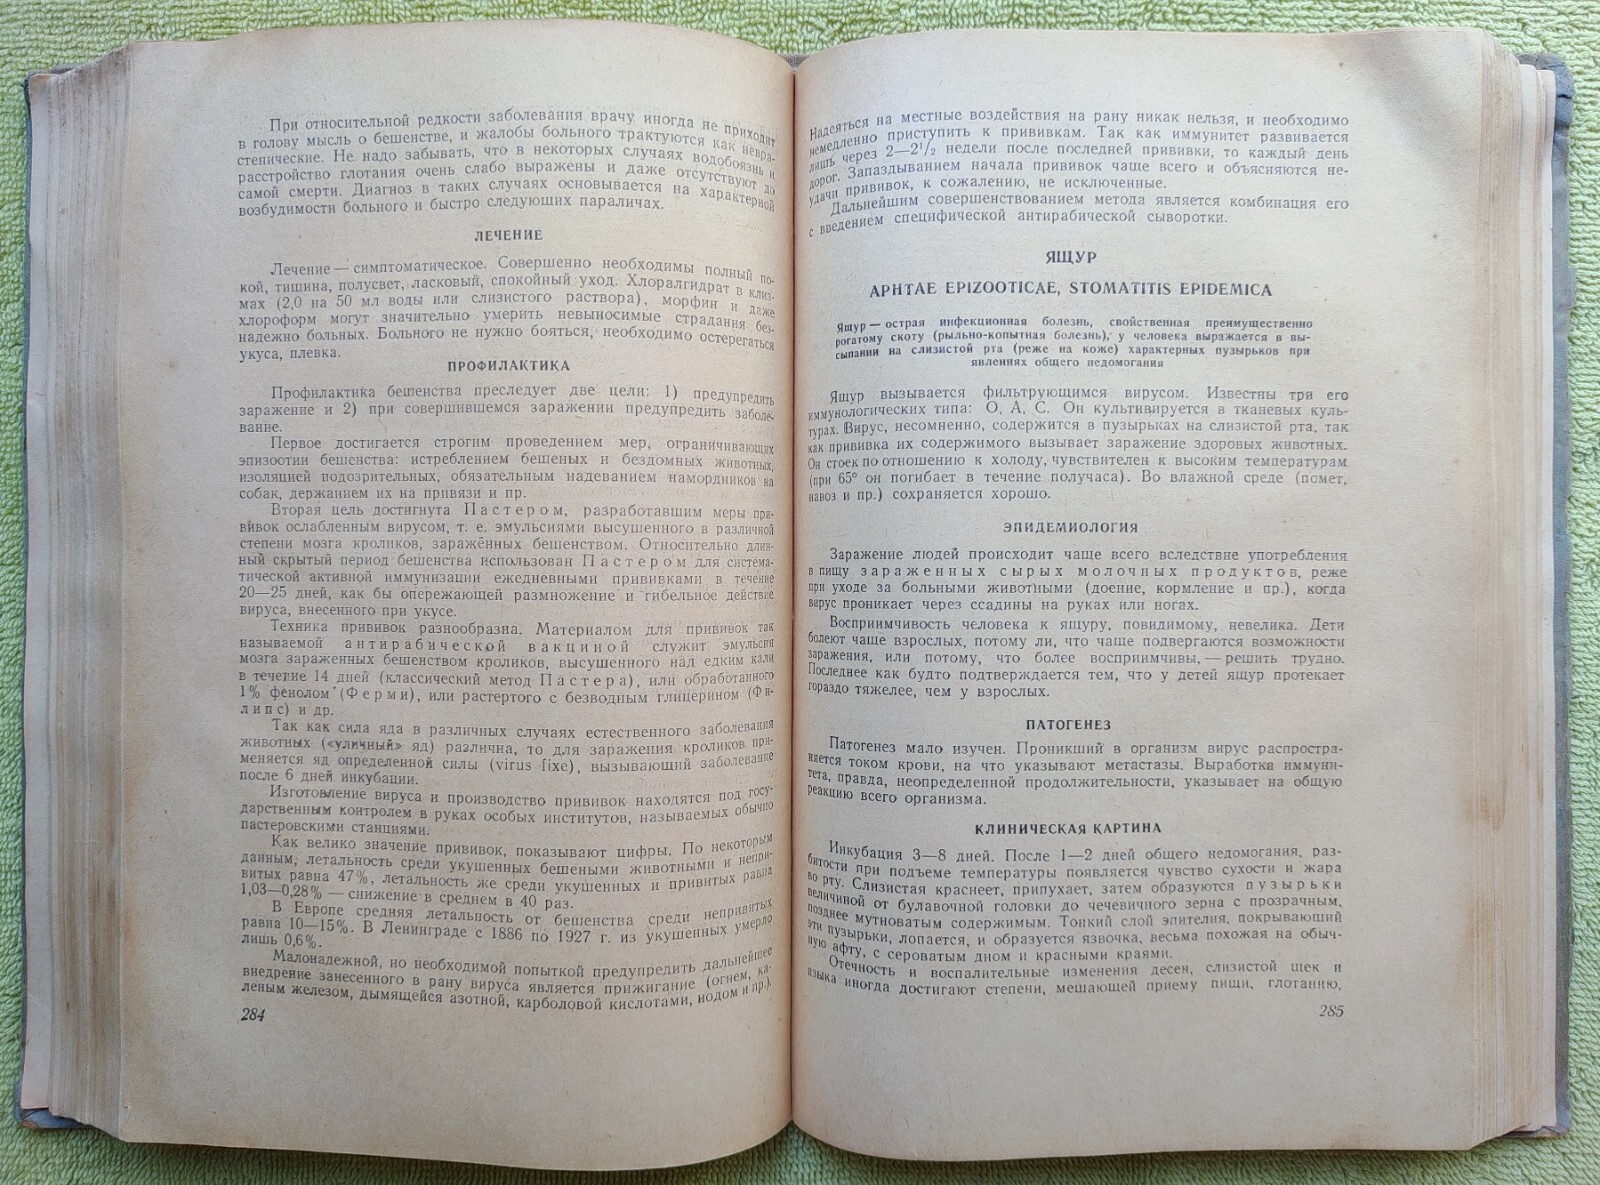 При относительной редкости заболевания врачу иногда не приходит
в голову мысль о бешенстве, и жалобы больного трактуются как невра-
стенические. Не надо забывать, что в некоторых случаях водобоязнь и
расстройство глотания очень слабо выражены и даже отсутствуют до
самой смерти. Диагноз в таких случаях основывается на характерной
возбудимости больного и быстро следующих параличах.
ЛЕЧЕНИЕ
Лечение — симптоматическое. Совершенно необходимы полный по-
кой, тишина, полусвет, ласковый, спокойный уход. Хлоралгидрат в клиз-
мах (2,0 на 50 мл воды или слизистого раствора), морфин и даже
хлороформ могут значительно умерить невыносимые страдания без-
надежно больных. Больного не нужно бояться, необходимо остерегаться
укуса, плевка.
ПРОФИЛАКТИКА
Профилактика бешенства преследует две цели: 1) предупредить
заражение и 2) при совершившемся заражении предупредить заболе-
вание.
Первое достигается строгим проведением мер, ограничивающих
эпизоотии бешенства: истреблением бешеных и бездомных животных,
изоляцией подозрительных, обязательным надеванием намордников на
собак, держанием их на привязи и пр.
Вторая цель достигнута Пастером, разработавшим меры при-
вивок ослабленным вирусом, т. е. эмульсиями высушенного в различной
степени мозга кроликов, заражённых бешенством. Относительно длин-
ный скрытый период бешенства использован Пастером для система-
тической активной иммунизации ежедневными прививками в течение
20—25 дней, как бы опережающей размножение и гибельное действие
вируса, внесенного при укусе.
Техника прививок разнообразна. Материалом для прививок так
называемой антирабической вакциной служит эмульсия
мозга зараженных бешенством кроликов, высушенного над едким кали
в течение 14 дней (классический метод Пастера), или обработанного
1% фенолом (Ферми), или растертого с безводным глицерином (Фи-
липс) и др.
Так как сила яда в различных случаях естественного заболевания
животных («уличный» яд) различна, то для заражения кроликов при-
меняется яд определенной силы (virus fixe), вызывающий заболевание
после 6 дней инкубации.
Изготовление вируса и производство прививок находятся под госу-
дарственным контролем в руках особых институтов, называемых обычно
пастеровскими станциями.
Как велико значение прививок, показывают цифры. По некоторым
данным, летальность среди укушенных бешеными животными и непри-
витых равна 47%, летальность же среди укушенных и привитых равна
1,03—0,28% — снижение в среднем в 40 раз.
В Европе средняя летальность от бешенства среди непривитых
равна 10—15%. В Ленинграде с 1886 по 1927 г. из укушенных умерло
лишь 0,6%.
Малонадежной, но необходимой попыткой предупредить дальнейшее
внедрение занесенного в рану вируса является прижигание (огнем, ка-
леным железом, дымящейся азотной, карболовой кислотами, иодом и пр.).
284
Надеяться на местные воздействия на рану никак нельзя, и необходимо
немедленно приступить к прививкам. Так как иммунитет развивается
лишь через 2—2¹/₂ недели после последней прививки, то каждый день
дорог. Запаздыванием начала прививок чаще всего и объясняются не-
удачи прививок, к сожалению, не исключенные.
Дальнейшим совершенствованием метода является комбинация его
с введением специфической антирабической сыворотки.
ЯЩУР
APHTAE EPIZOOTICAE, STOMATITIS EPIDEMICA
Ящур — острая инфекционная болезнь, свойственная преимущественно
рогатому скоту (рыльно-копытная болезнь), у человека выражается в вы-
сыпании на слизистой рта (реже на коже) характерных пузырьков при
явлениях общего недомогания
Ящур вызывается фильтрующимся вирусом. Известны три его
иммунологических типа: О, А, С. Он культивируется в тканевых куль-
турах. Вирус, несомненно, содержится в пузырьках на слизистой рта, так
как прививка их содержимого вызывает заражение здоровых животных.
Он стоек по отношению к холоду, чувствителен к высоким температурам
(при 65° он погибает в течение получаса). Во влажной среде (помет,
навоз и пр.) сохраняется хорошо.
ЭПИДЕМИОЛОГИЯ
Заражение людей происходит чаще всего вследствие употребления
в пищу зараженных сырых молочных продуктов, реже
при уходе за больными животными (доение, кормление и пр.), когда
вирус проникает через ссадины на руках или ногах.
Восприимчивость человека к ящуру, повидимому, невелика. Дети
болеют чаще взрослых, потому ли, что чаще подвергаются возможности
заражения, или потому, что более восприимчивы, — решить трудно.
Последнее как будто подтверждается тем, что у детей ящур протекает
гораздо тяжелее, чем у взрослых.
ПАТОГЕНЕЗ
Патогенез мало изучен. Проникший в организм вирус распростра-
няется током крови, на что указывают метастазы. Выработка иммуни-
тета, правда, неопределенной продолжительности, указывает на общую
реакцию всего организма.
КЛИНИЧЕСКАЯ КАРТИНА
Инкубация 3—8 дней. После 1—2 дней общего недомогания, раз-
битости при подъеме температуры появляется чувство сухости и жара
во рту. Слизистая краснеет, припухает, затем образуются пузырьки
величиной от булавочной головки до чечевичного зерна с прозрачным,
позднее мутноватым содержимым. Тонкий слой эпителия, покрывающий
эти пузырьки, лопается, и образуется язвочка, весьма похожая на обыч-
ную афту, с сероватым дном и красными краями.
Отечность и воспалительные изменения десен, слизистой щек и
языка иногда достигают степени, мешающей приему пищи, глотанию,
285